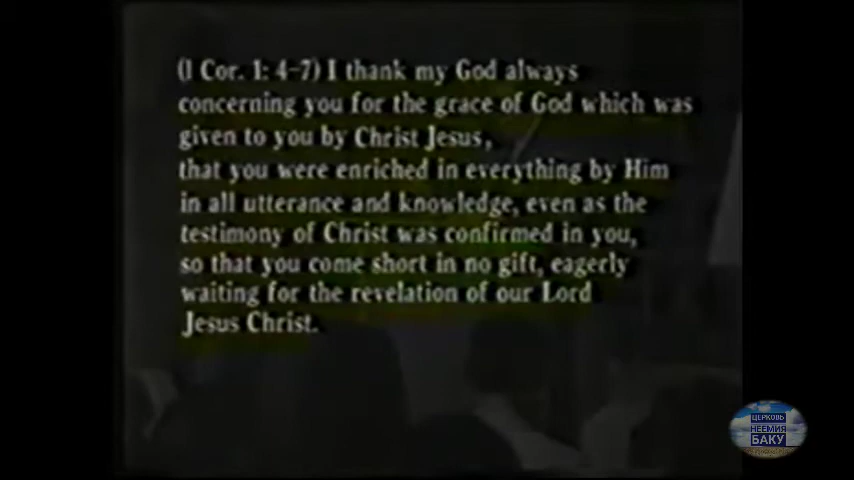 (1 Cor. 1: 4-7) I thank my God always
concerning you for the grace of God which was
given to you by Christ Jesus,
that you were enriched in everything by Him
in all utterance and knowledge, even as the
testimony of Christ was confirmed in you,
so that you come short in no gift, eagerly
waiting for the revelation of our Lord
Jesus Christ.
ЦЕРКОВЬ
НЕЕМИЯ
БАКУ